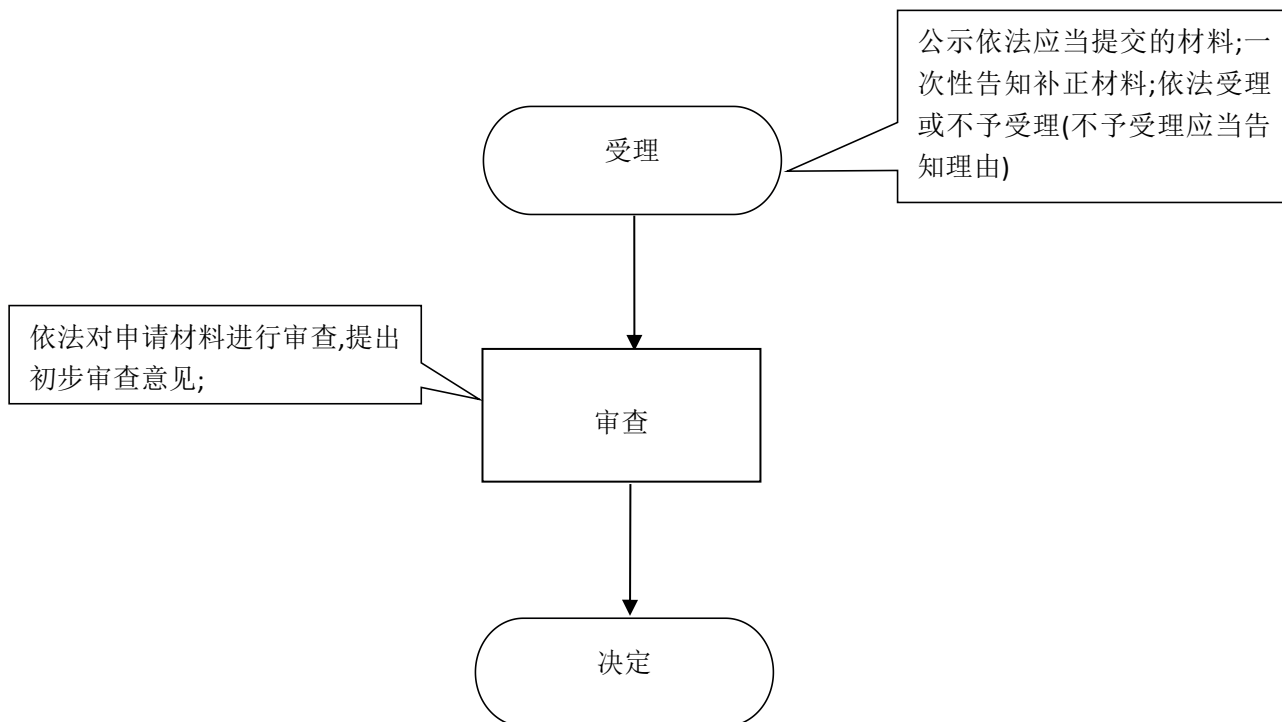 公示依法应当提交的材料;一
次性告知补正材料;依法受理
或不予受理(不予受理应当告
知理由)
受理
依法对申请材料进行审查,提出
初步审查意见;
审查
决定